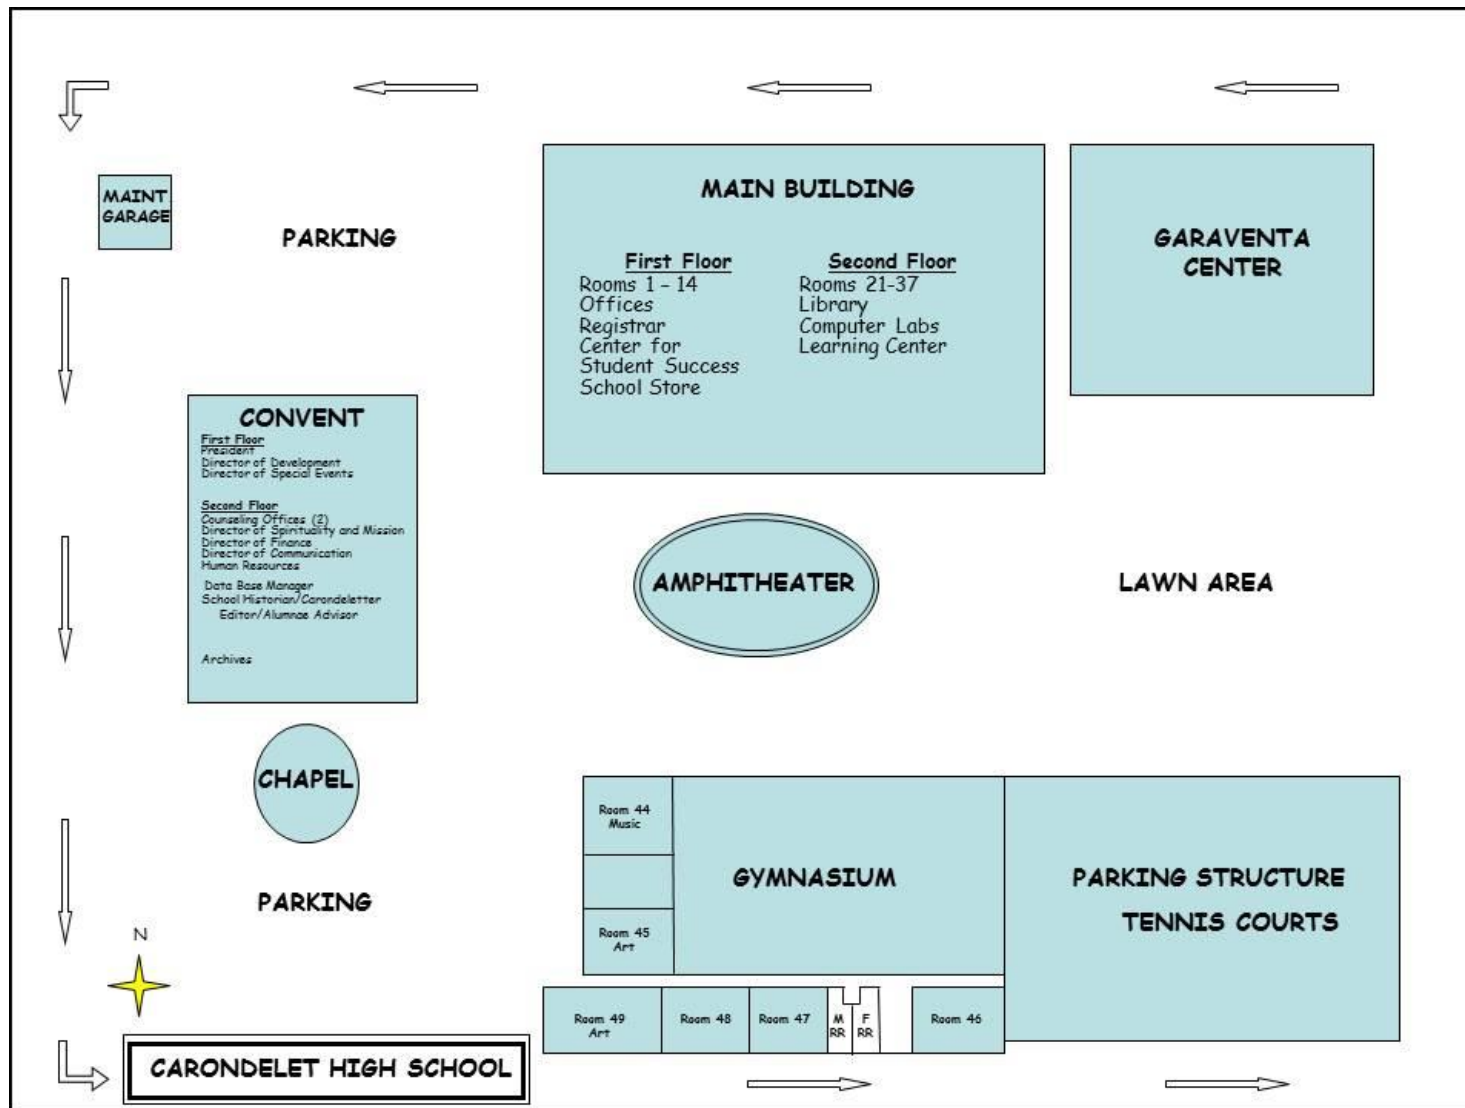 MAINT.
GARAGE
PARKING
MAIN BUILDING
First Floor
Rooms 1 – 14
Offices
Registrar
Center for
Student Success
School Store
Second Floor
Rooms 21-37
Library
Computer Labs
Learning Center
GARAVENTA
CENTER
CONVENT
First Floor
President
Director of Development
Director of Special Events
Second Floor
Counseling Offices (2)
Director of Spirituality and Mission
Director of Finance
Director of Communication
Human Resources
Data Base Manager
School Historian/Carondeletter
Editor/Alumnae Advisor
Archives
AMPHITHEATER
LAWN AREA
CHAPEL
PARKING
N
Room 44
Music
Room 45
Art
GYMNASIUM
PARKING STRUCTURE
TENNIS COURTS
Room 49
Art
Room 48
Room 47
M
RR
F
RR
Room 46
CARONDELET HIGH SCHOOL